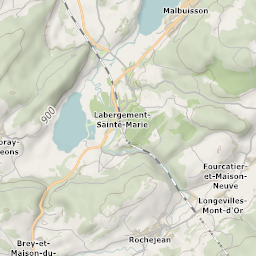 Malbuisson
900
Labergement-
Sainte-Marie
oray-
eons
Fourcatier-
et-Maison-
Neuve
Longevilles-
Mont-d'Or
Rochejean
Brey-et-
Maison-du-